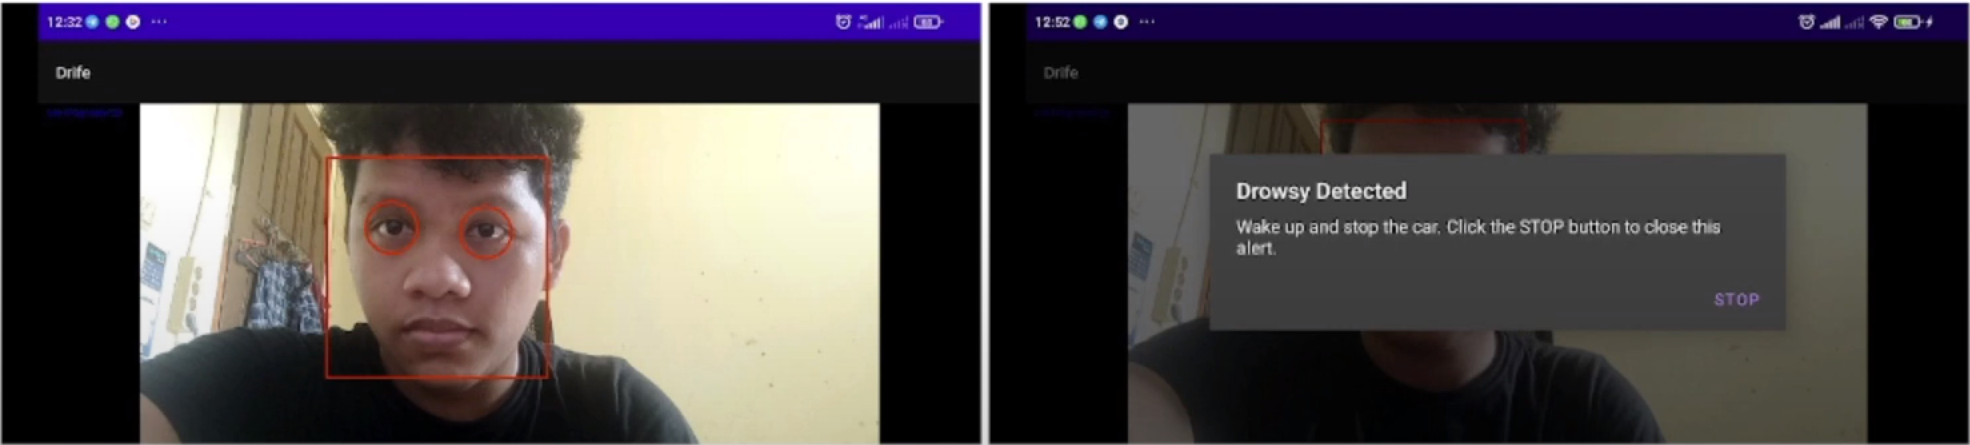 12:32
Drife
12:52
Drife
Drowsy Detected
Wake up and stop the car. Click the STOP button to close this
alert.
STOP